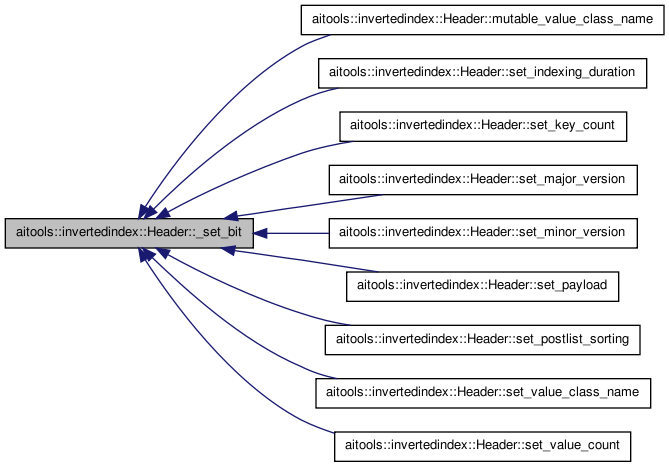 aitools::invertedindex::Header::mutable_value_class_name
aitools::invertedindex::Header::set_indexing_duration
aitools::invertedindex::Header::set_key_count
aitools::invertedindex::Header::set_major_version
aitools::invertedindex::Header::_set_bit
aitools::invertedindex::Header::set_minor_version
aitools::invertedindex::Header::set_payload
aitools::invertedindex::Header::set_postlist_sorting
aitools::invertedindex::Header::set_value_class_name
aitools::invertedindex::Header::set_value_count